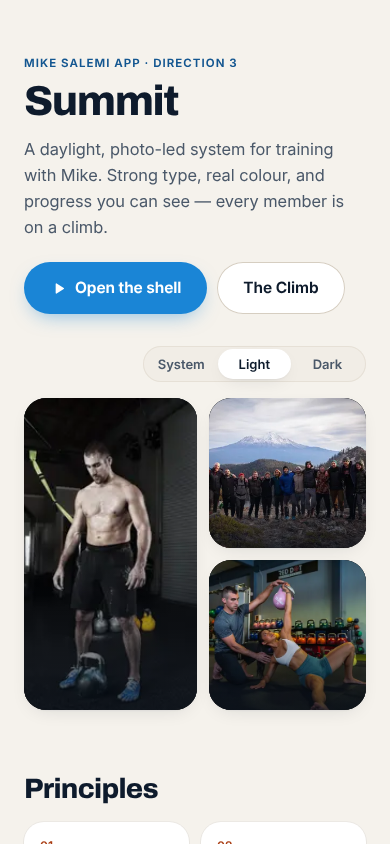 MIKE SALEMI APP · DIRECTION 3
Summit
A daylight, photo-led system for training
with Mike. Strong type, real colour, and
progress you can see — every member is
on a climb.
Open the shell
The Climb
System Light Dark
Principles